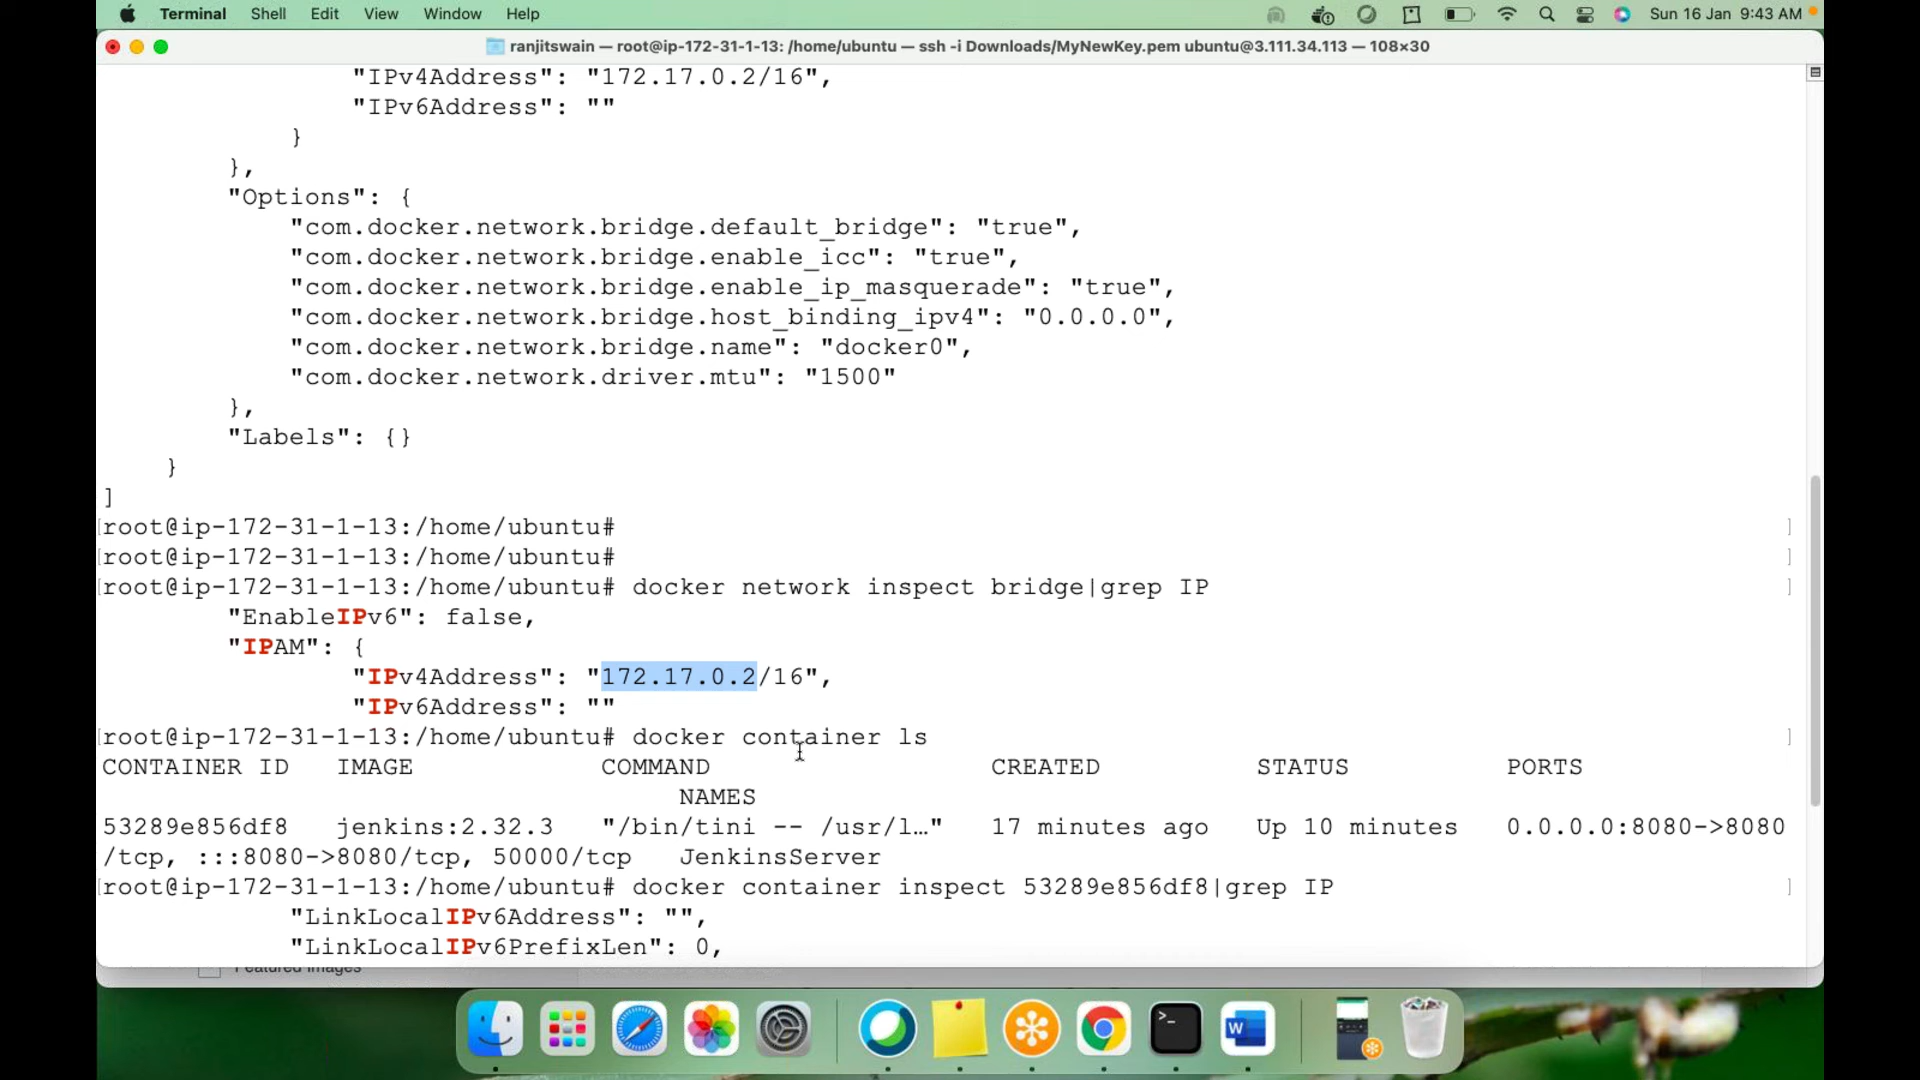 Terminal Shell Edit View Window Help Sun 16 Jan 9:43 AM
ranjitswain — root@ip-172-31-1-13: /home/ubuntu — ssh -i Downloads/MyNewKey.pem ubuntu@3.111.34.113 — 108×30
"IPv4Address": "172.17.0.2/16",
"IPv6Address": ""
}
},
"Options": {
"com.docker.network.bridge.default_bridge": "true",
"com.docker.network.bridge.enable_icc": "true",
"com.docker.network.bridge.enable_ip_masquerade": "true",
"com.docker.network.bridge.host_binding_ipv4": "0.0.0.0",
"com.docker.network.bridge.name": "docker0",
"com.docker.network.driver.mtu": "1500"
},
"Labels": {}
}
]
[root@ip-172-31-1-13:/home/ubuntu# ]
[root@ip-172-31-1-13:/home/ubuntu# ]
[root@ip-172-31-1-13:/home/ubuntu# docker network inspect bridge|grep IP ]
"EnableIPv6": false,
"IPAM": {
"IPv4Address": "172.17.0.2/16",
"IPv6Address": ""
[root@ip-172-31-1-13:/home/ubuntu# docker container ls ]
CONTAINER ID IMAGE COMMAND CREATED STATUS PORTS
NAMES
53289e856df8 jenkins:2.32.3 "/bin/tini -- /usr/l…" 17 minutes ago Up 10 minutes 0.0.0.0:8080->8080
/tcp, :::8080->8080/tcp, 50000/tcp JenkinsServer
[root@ip-172-31-1-13:/home/ubuntu# docker container inspect 53289e856df8|grep IP ]
"LinkLocalIPv6Address": "",
"LinkLocalIPv6PrefixLen": 0,
Featured Images
>_ W